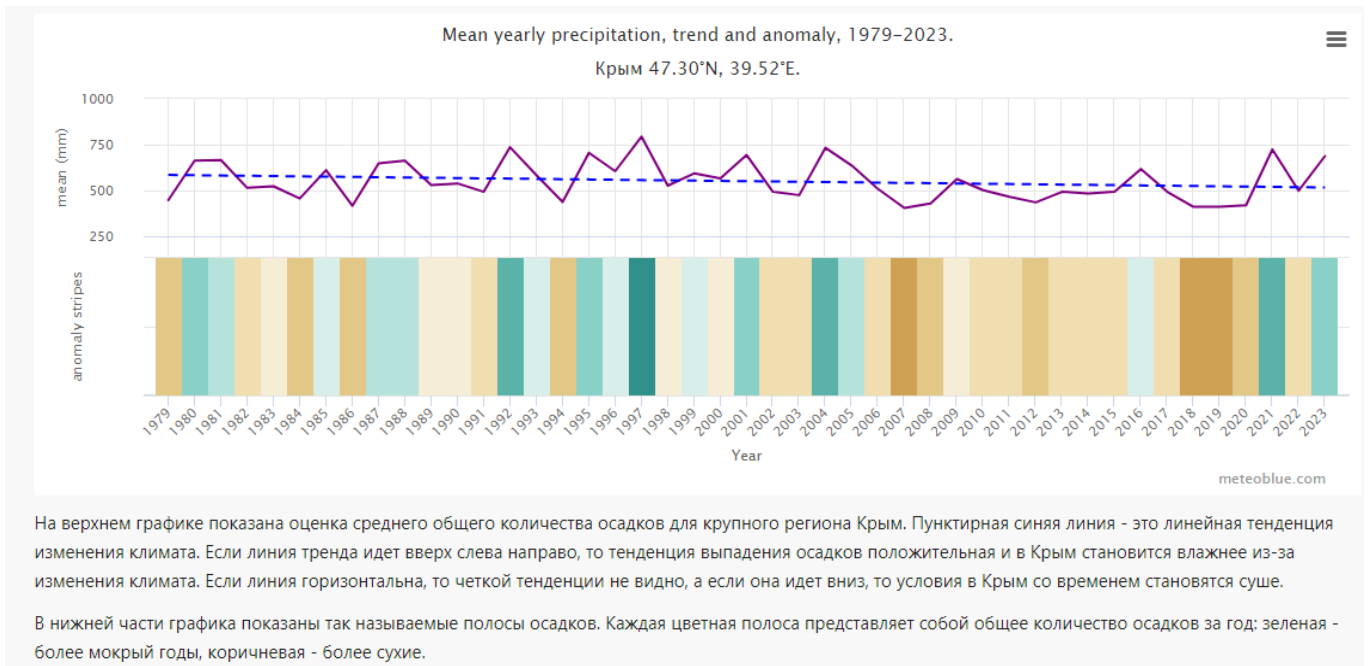 Mean yearly precipitation, trend and anomaly, 1979–2023.
Крым 47.30°N, 39.52°E.
1000
750
500
250
mean (mm)
anomaly stripes
1979 1980 1981 1982 1983 1984 1985 1986 1987 1988 1989 1990 1991 1992 1993 1994 1995 1996 1997 1998 1999 2000 2001 2002 2003 2004 2005 2006 2007 2008 2009 2010 2011 2012 2013 2014 2015 2016 2017 2018 2019 2020 2021 2022 2023
Year
meteoblue.com
На верхнем графике показана оценка среднего общего количества осадков для крупного региона Крым. Пунктирная синяя линия - это линейная тенденция
изменения климата. Если линия тренда идет вверх слева направо, то тенденция выпадения осадков положительная и в Крым становится влажнее из-за
изменения климата. Если линия горизонтальна, то четкой тенденции не видно, а если она идет вниз, то условия в Крым со временем становятся суше.
В нижней части графика показаны так называемые полосы осадков. Каждая цветная полоса представляет собой общее количество осадков за год: зеленая -
более мокрый годы, коричневая - более сухие.